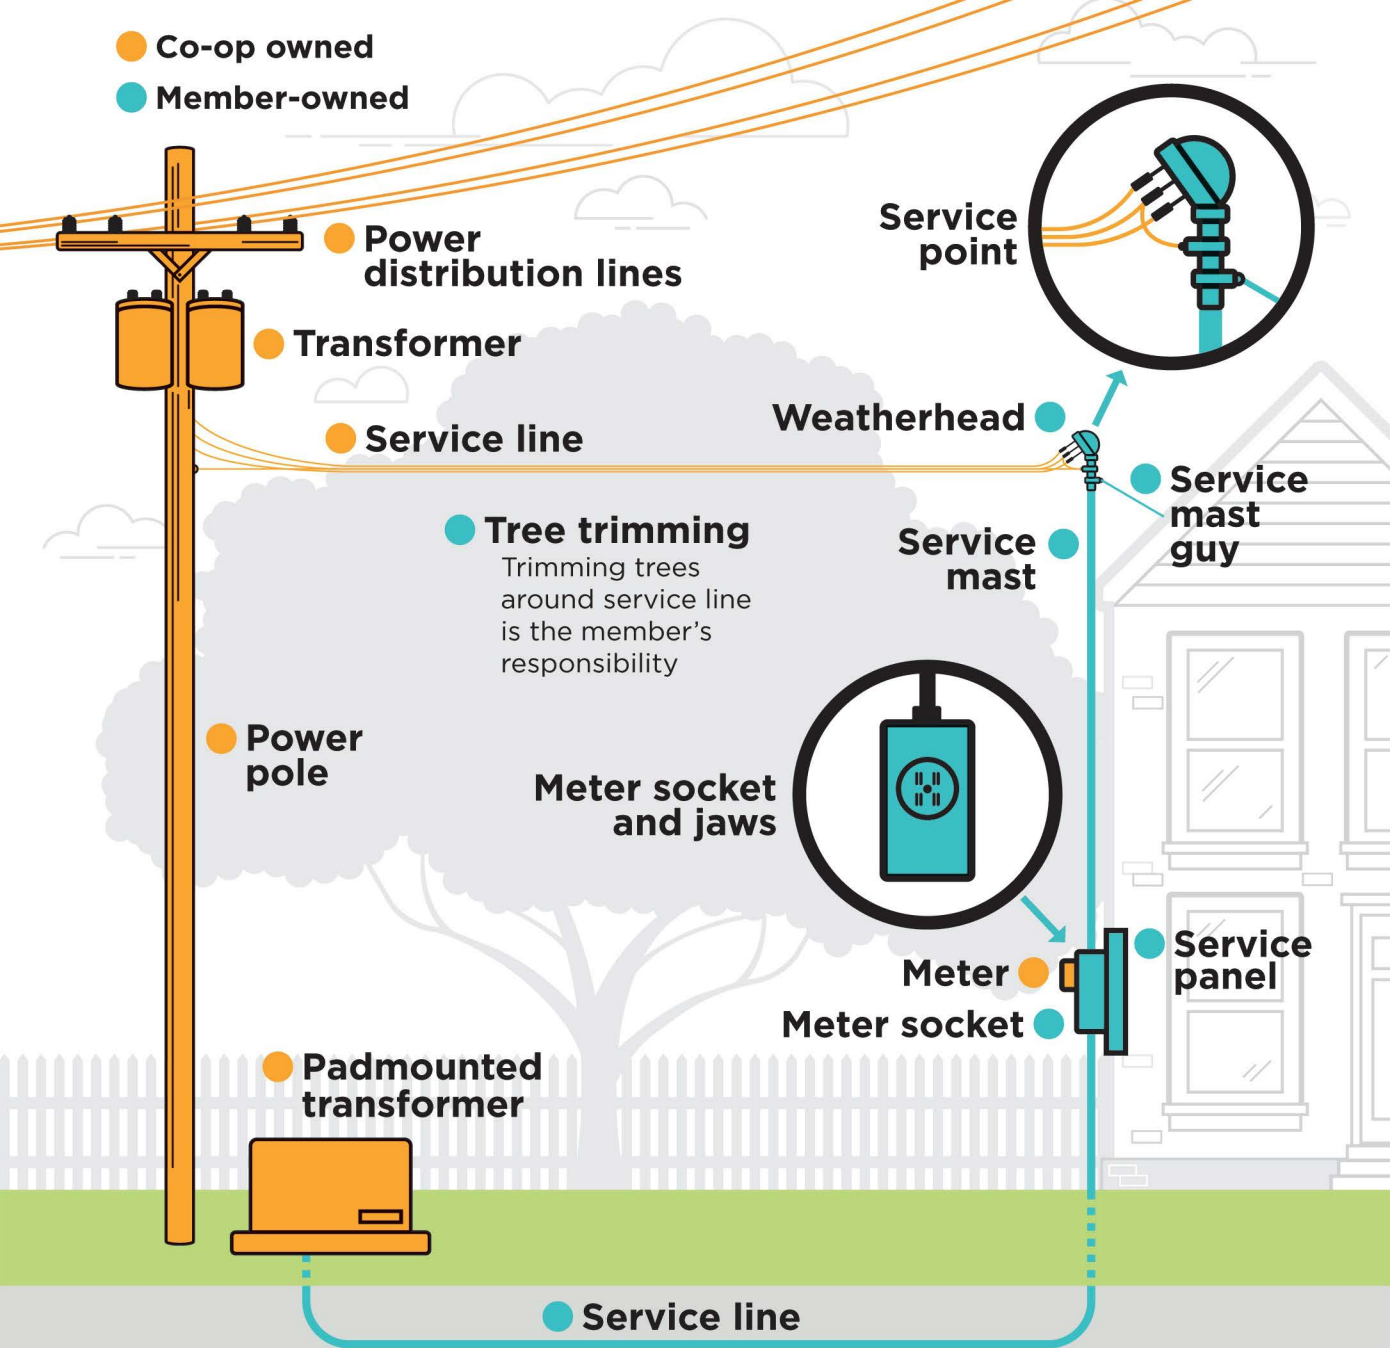 Co-op owned
Member-owned
Power
distribution lines
Service
point
Transformer
Weatherhead
Service line
Service
mast
guy
Tree trimming
Trimming trees
around service line
is the member's
responsibility
Service
mast
Power
pole
Meter socket
and jaws
Meter
Service
panel
Meter socket
Padmounted
transformer
Service line